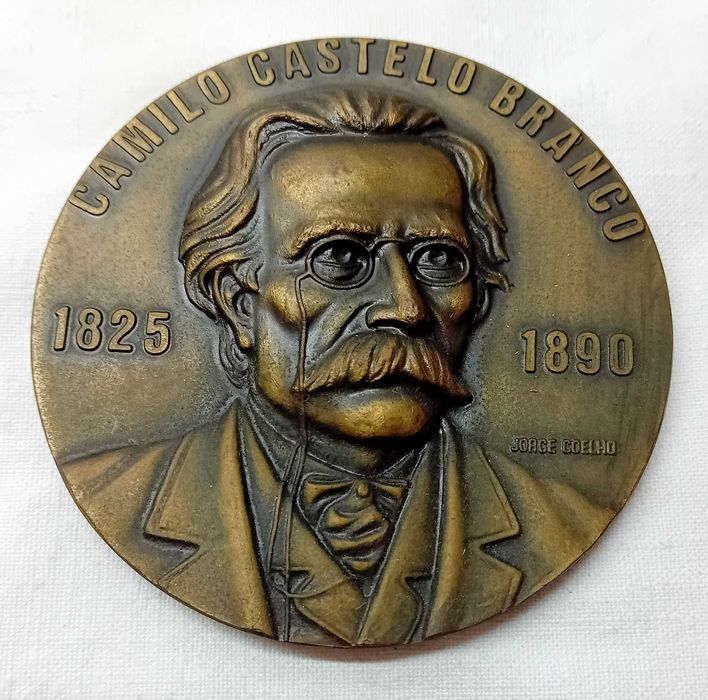 CAMILO CASTELO BRANCO
1825
1890
JORGE COELHO